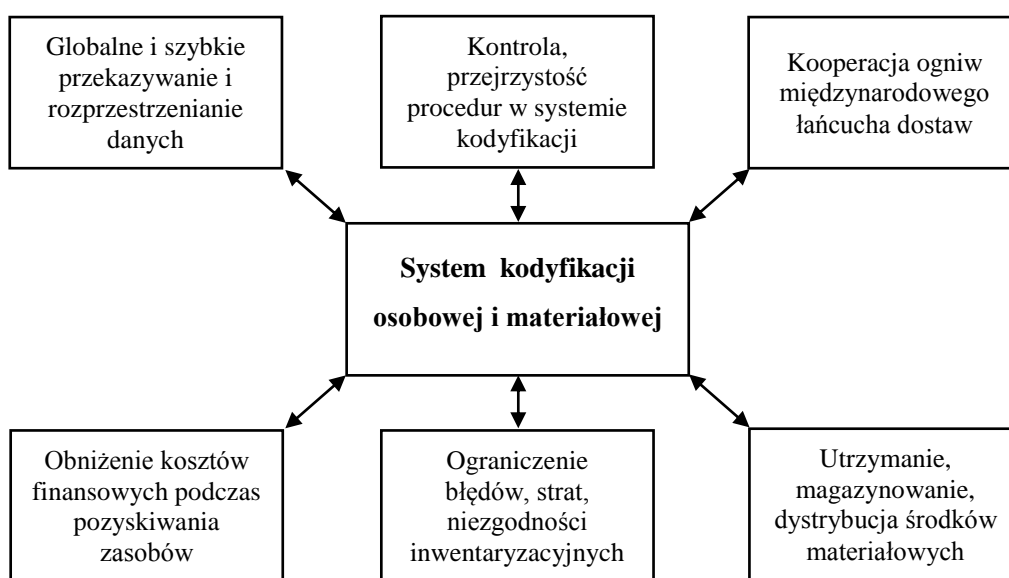 Globalne i szybkie
przekazywanie i
rozprzestrzenianie
danych
Kontrola,
przejrzystość
procedur w systemie
kodyfikacji
Kooperacja ogniw
międzynarodowego
łańcucha dostaw
System kodyfikacji
osobowej i materiałowej
Obniżenie kosztów
finansowych podczas
pozyskiwania
zasobów
Ograniczenie
błędów, strat,
niezgodności
inwentaryzacyjnych
Utrzymanie,
magazynowanie,
dystrybucja środków
materiałowych